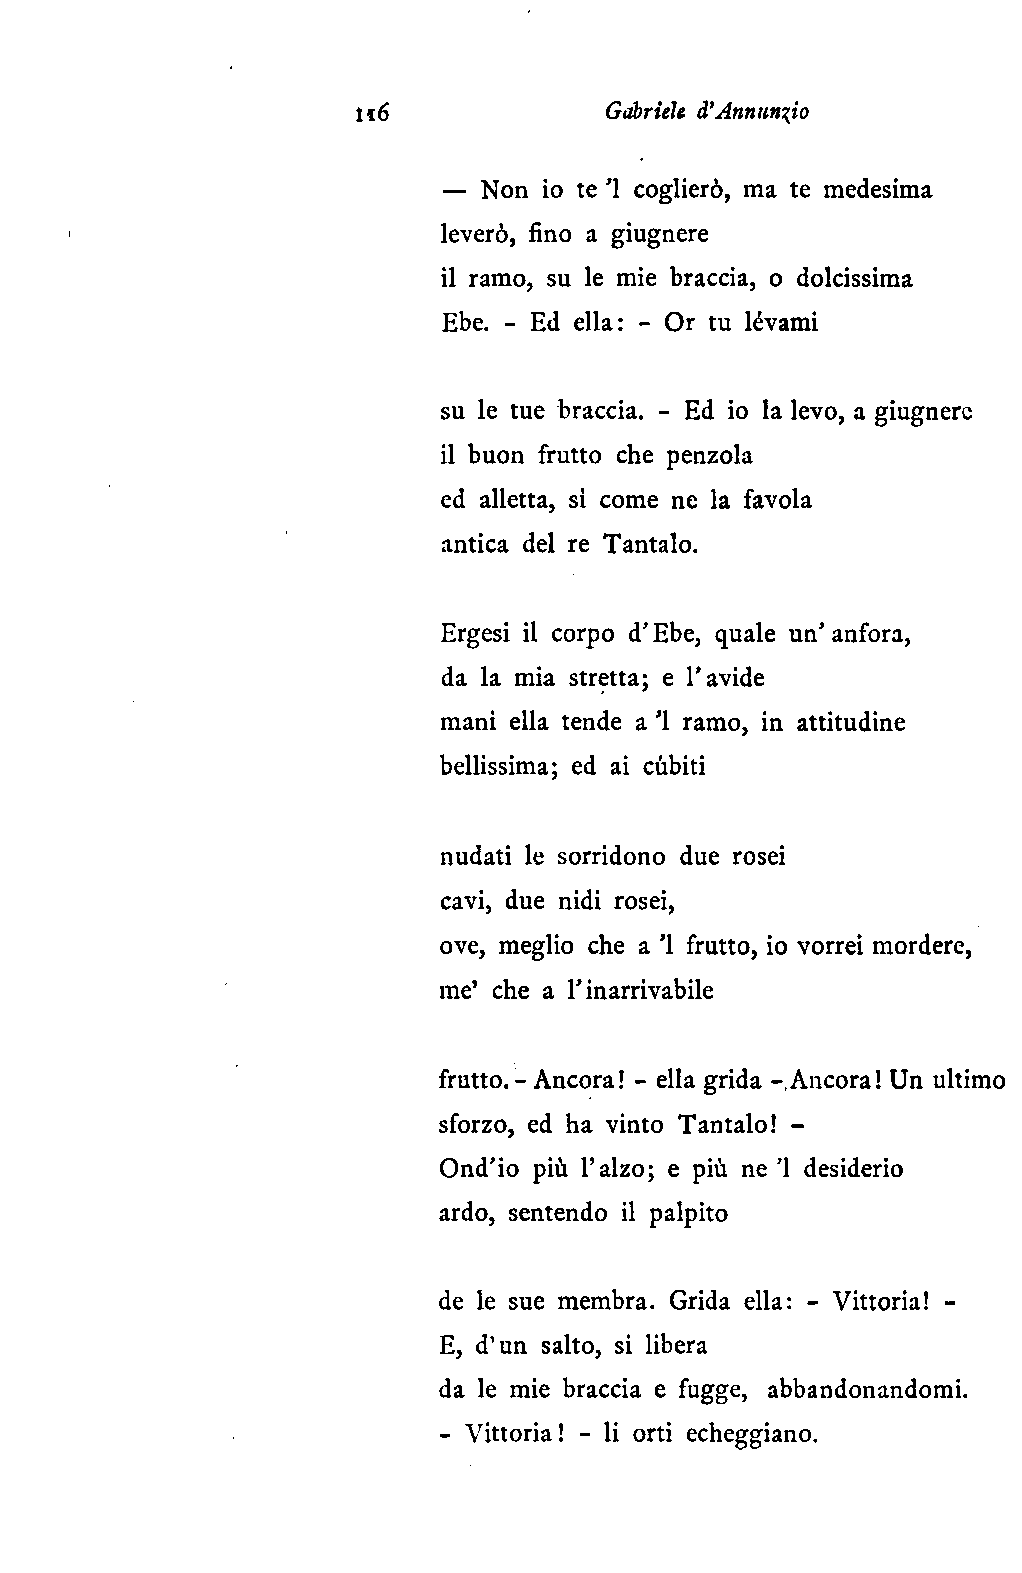 116 Gabriele d'Annunzio
— Non io te 'l coglierò, ma te medesima
leverò, fino a giugnere
il ramo, su le mie braccia, o dolcissima
Ebe. - Ed ella: - Or tu lévami
su le tue braccia. - Ed io la levo, a giugnere
il buon frutto che penzola
ed alletta, si come ne la favola
antica del re Tantalo.
Ergesi il corpo d'Ebe, quale un' anfora,
da la mia stretta; e l'avide
mani ella tende a 'l ramo, in attitudine
bellissima; ed ai cúbiti
nudati le sorridono due rosei
cavi, due nidi rosei,
ove, meglio che a 'l frutto, io vorrei mordere,
me' che a l'inarrivabile
frutto. - Ancora! - ella grida - Ancora! Un ultimo
sforzo, ed ha vinto Tantalo! -
Ond'io più l'alzo; e più ne 'l desiderio
ardo, sentendo il palpito
de le sue membra. Grida ella: - Vittoria! -
E, d'un salto, si libera
da le mie braccia e fugge, abbandonandomi.
- Vittoria! - li orti echeggiano.